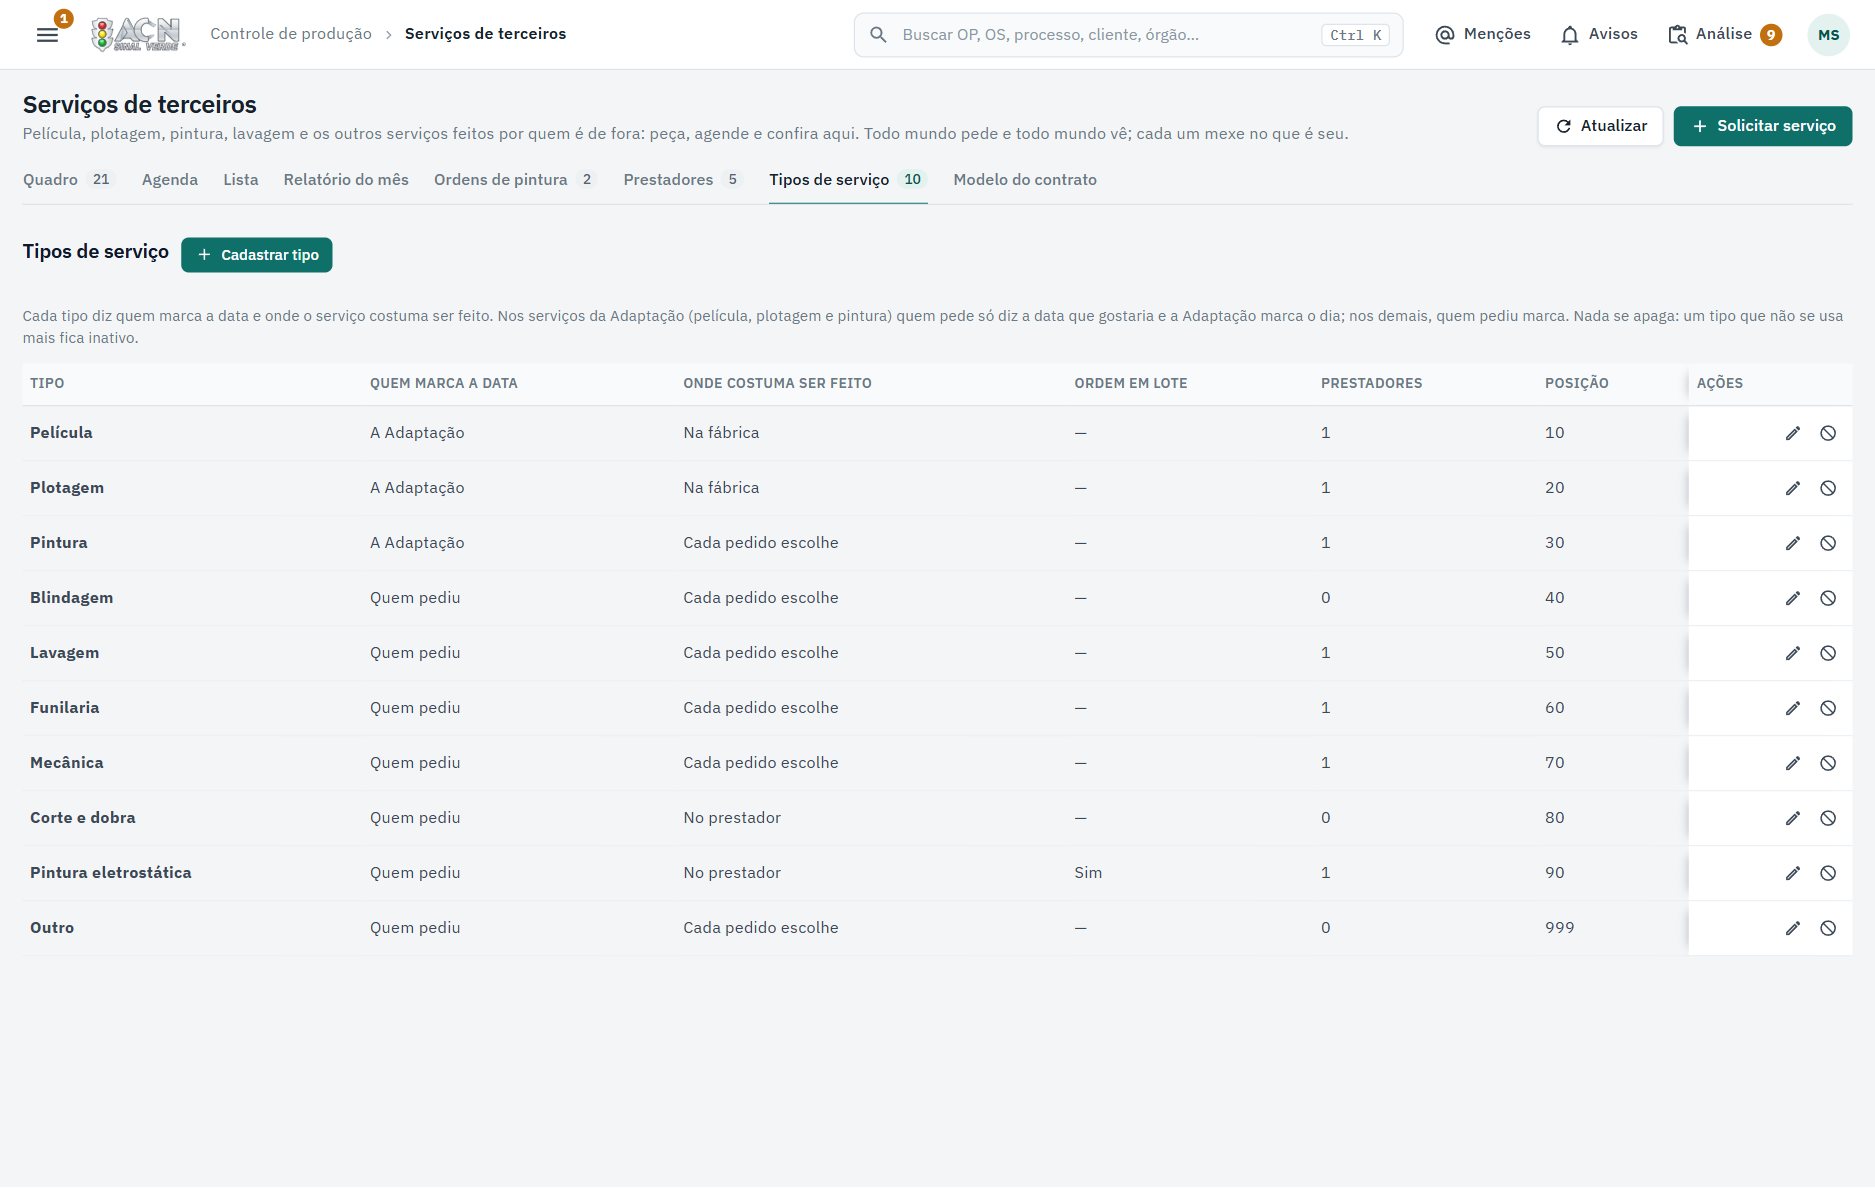 1
ACN
SINAL VERDE
Controle de produção › Serviços de terceiros
Buscar OP, OS, processo, cliente, órgão...
Ctrl K
Menções
Avisos
Análise 9
MS
Serviços de terceiros
Película, plotagem, pintura, lavagem e os outros serviços feitos por quem é de fora: peça, agende e confira aqui. Todo mundo pede e todo mundo vê; cada um mexe no que é seu.
Atualizar
+ Solicitar serviço
Quadro 21 Agenda Lista Relatório do mês Ordens de pintura 2 Prestadores 5 Tipos de serviço 10 Modelo do contrato
Tipos de serviço
+ Cadastrar tipo
Cada tipo diz quem marca a data e onde o serviço costuma ser feito. Nos serviços da Adaptação (película, plotagem e pintura) quem pede só diz a data que gostaria e a Adaptação marca o dia; nos demais, quem pediu marca. Nada se apaga: um tipo que não se usa
mais fica inativo.
TIPO QUEM MARCA A DATA ONDE COSTUMA SER FEITO ORDEM EM LOTE PRESTADORES POSIÇÃO AÇÕES
Película A Adaptação Na fábrica — 1 10
Plotagem A Adaptação Na fábrica — 1 20
Pintura A Adaptação Cada pedido escolhe — 1 30
Blindagem Quem pediu Cada pedido escolhe — 0 40
Lavagem Quem pediu Cada pedido escolhe — 1 50
Funilaria Quem pediu Cada pedido escolhe — 1 60
Mecânica Quem pediu Cada pedido escolhe — 1 70
Corte e dobra Quem pediu No prestador — 0 80
Pintura eletrostática Quem pediu No prestador Sim 1 90
Outro Quem pediu Cada pedido escolhe — 0 999